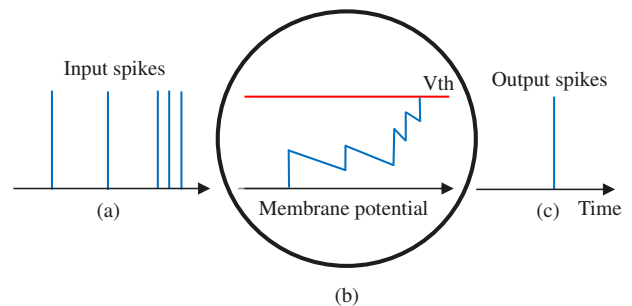 Input spikes
Vth
Output spikes
(a)
Membrane potential
(c)
Time
(b)